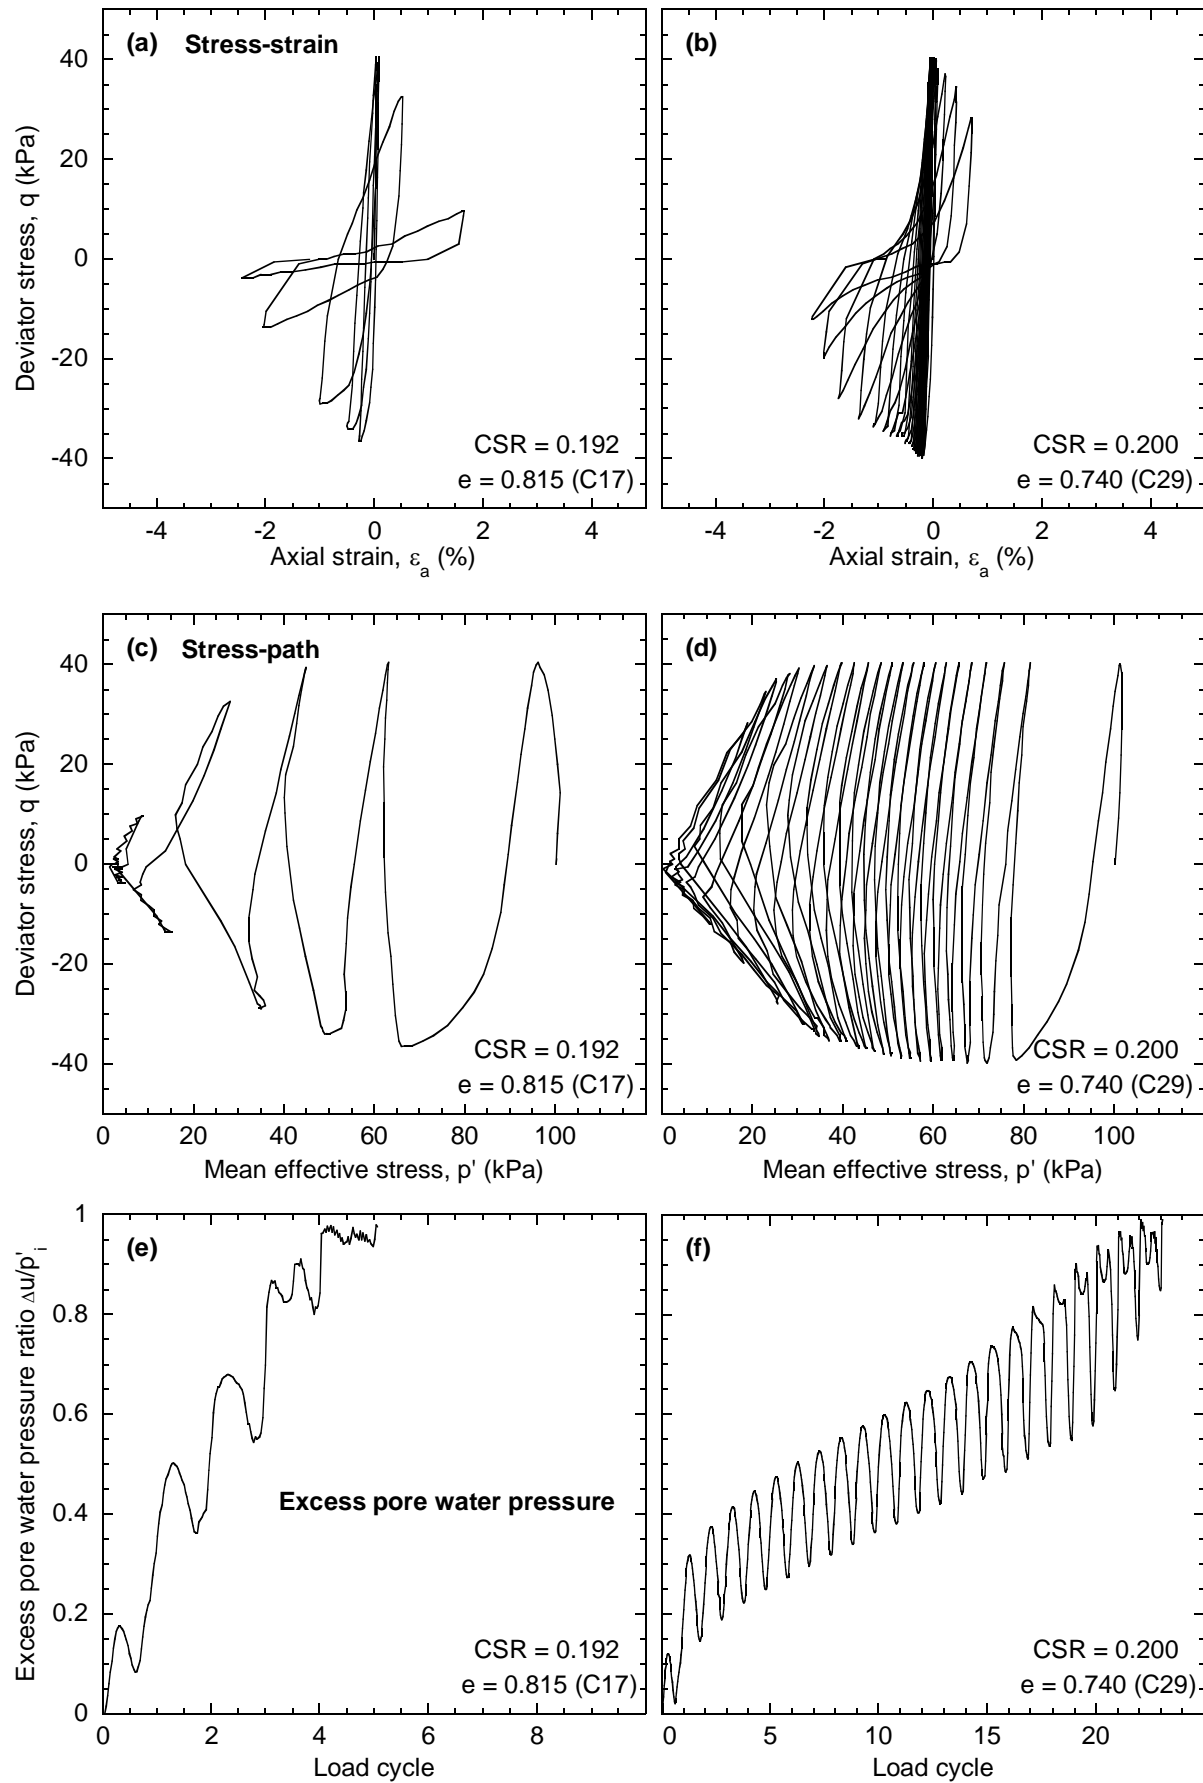 (a) Stress-strain
(b)
Deviator stress, q (kPa)
40
20
0
-20
-40
CSR = 0.192
e = 0.815 (C17)
CSR = 0.200
e = 0.740 (C29)
-4 -2 0 2 4
-4 -2 0 2 4
Axial strain, εa (%)
Axial strain, εa (%)
(c) Stress-path
(d)
Deviator stress, q (kPa)
40
20
0
-20
-40
CSR = 0.192
e = 0.815 (C17)
CSR = 0.200
e = 0.740 (C29)
0 20 40 60 80 100
0 20 40 60 80 100
Mean effective stress, p' (kPa)
Mean effective stress, p' (kPa)
(e)
(f)
Excess pore water pressure ratio Δu/p'i
1
0.8
0.6
0.4
0.2
0
Excess pore water pressure
CSR = 0.192
e = 0.815 (C17)
CSR = 0.200
e = 0.740 (C29)
0 2 4 6 8
0 5 10 15 20
Load cycle
Load cycle